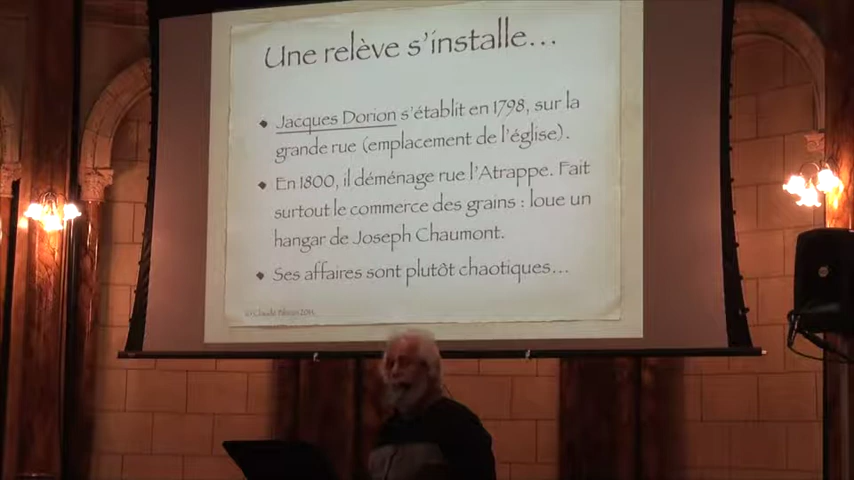 Une relève s'installe...
Jacques Dorion s'établit en 1798, sur la
grande rue (emplacement de l'église).
En 1800, il déménage rue l'Atrappe. Fait
surtout le commerce des grains : loue un
hangar de Joseph CHAUMONT.
Ses affaires sont plutôt chaotiques...